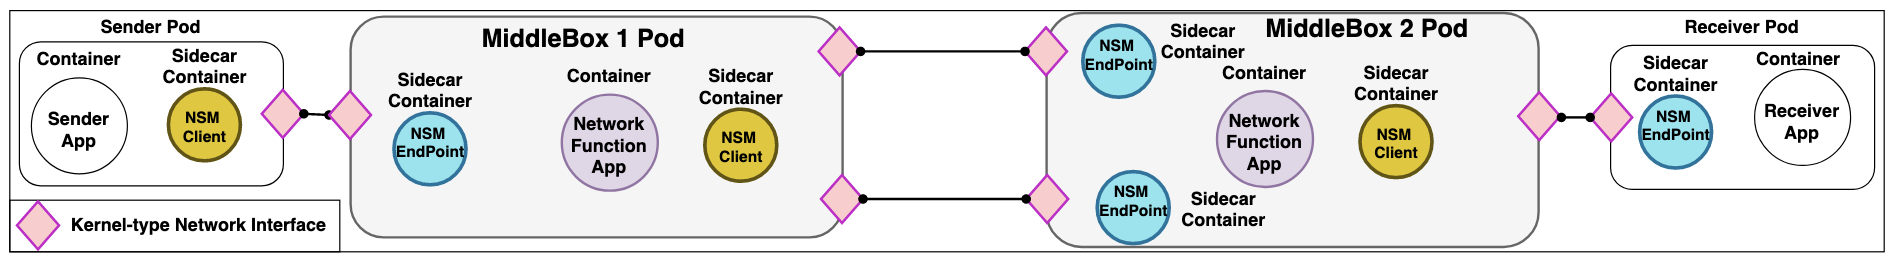 Sender Pod
Container
Sender
App
Sidecar
Container
NSM
Client
MiddleBox 1 Pod
Sidecar
Container
NSM
EndPoint
Container
Network
Function
App
Sidecar
Container
NSM
Client
MiddleBox 2 Pod
NSM
EndPoint
Sidecar
Container
Container
Network
Function
App
Sidecar
Container
NSM
Client
NSM
EndPoint
Sidecar
Container
Receiver Pod
Sidecar
Container
NSM
EndPoint
Container
Receiver
App
Kernel-type Network Interface